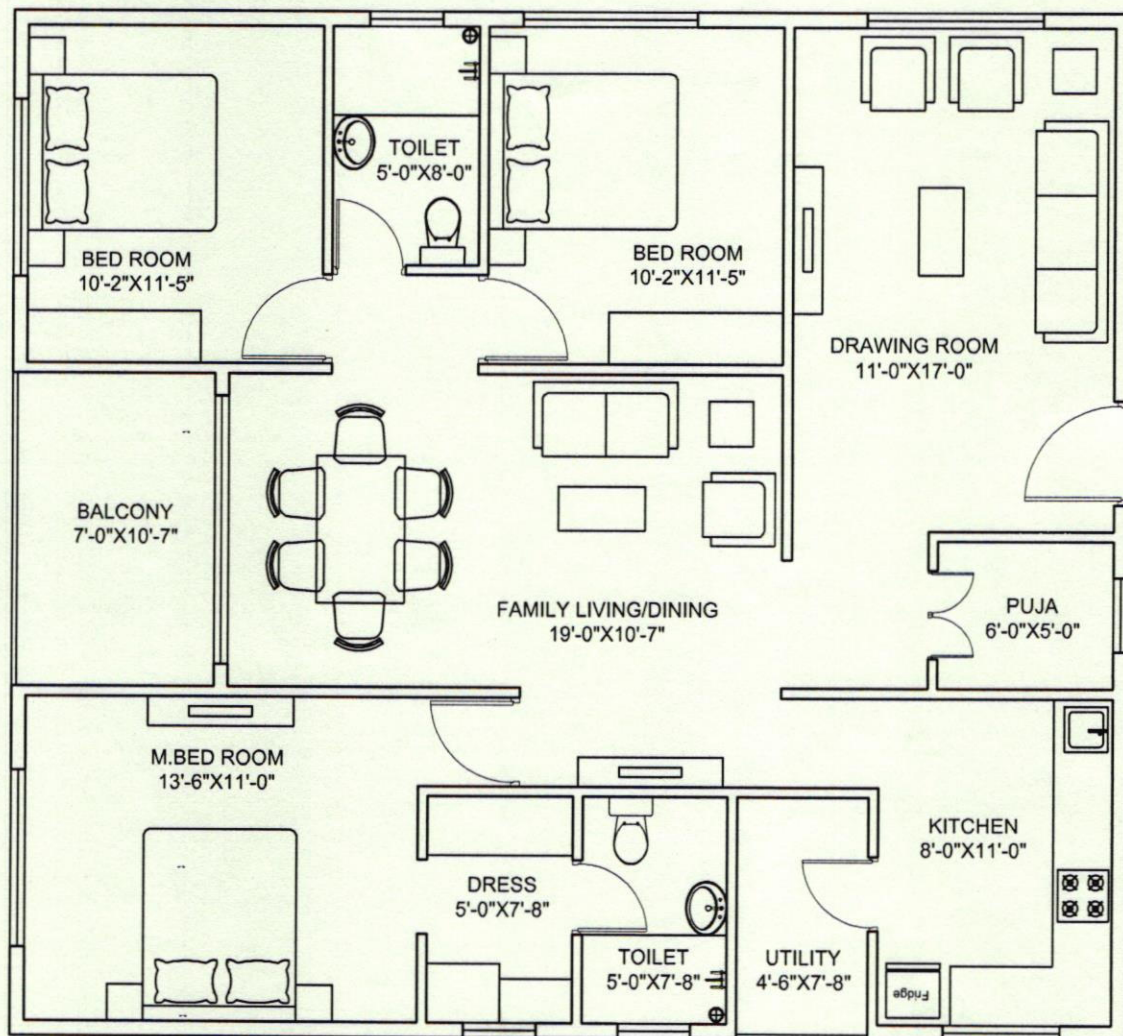 TOILET
5'-0"X8'-0"
BED ROOM
10'-2"X11'-5"
BED ROOM
10'-2"X11'-5"
DRAWING ROOM
11'-0"X17'-0"
BALCONY
7'-0"X10'-7"
FAMILY LIVING/DINING
19'-0"X10'-7"
PUJA
6'-0"X5'-0"
M.BED ROOM
13'-6"X11'-0"
KITCHEN
8'-0"X11'-0"
DRESS
5'-0"X7'-8"
TOILET
5'-0"X7'-8"
UTILITY
4'-6"X7'-8"
Fridge